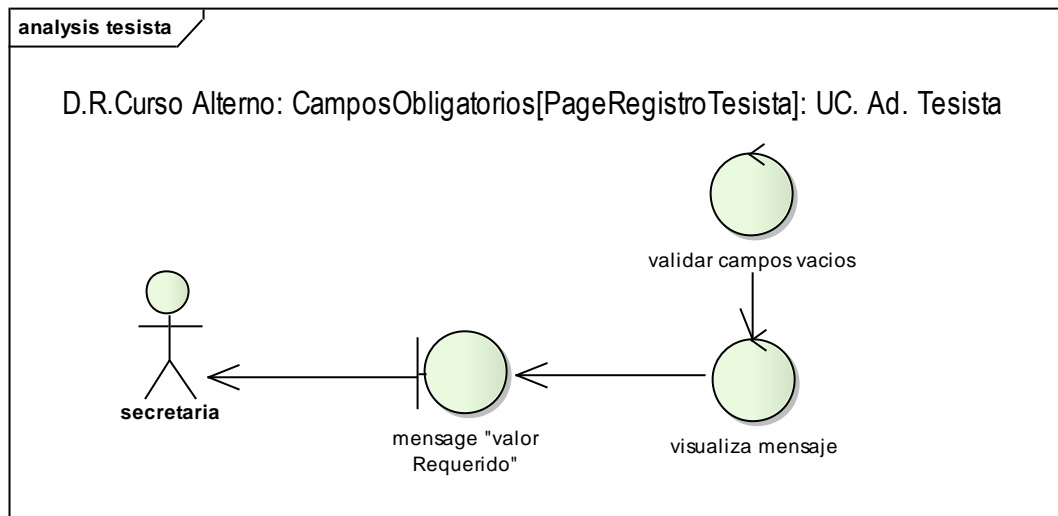 analysis tesista
D.R.Curso Alterno: CamposObligatorios[PageRegistroTesista]: UC. Ad. Tesista
validar campos vacios
secretaria
mensage "valor
Requerido"
visualiza mensaje